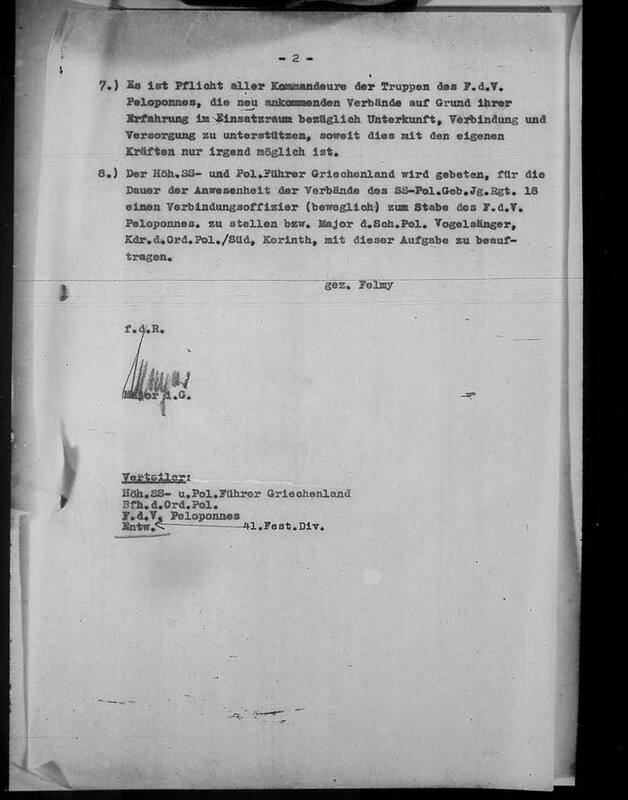 - 2 -
7.) Es ist Pflicht aller Kommandeure der Truppen des F.d.V.
Peloponnes, die neu ankommenden Verbände auf Grund ihrer
Erfahrung im Einsatzraum bezüglich Unterkunft, Verbindung und
Versorgung zu unterstützen, soweit dies mit den eigenen
Kräften nur irgend möglich ist.
8.) Der Höh.SS- und Pol.Führer Griechenland wird gebeten, für die
Dauer der Anwesenheit der Verbände des SS-Pol.Geb.Jg.Rgt. 18
einen Verbindungsoffizier (beweglich) zum Stabe des F.d.V.
Peloponnes. zu stellen bzw. Major d.Sch.Pol. Vogelsänger,
Kdr.d.Ord.Pol./Süd, Korinth, mit dieser Aufgabe zu beauf-
tragen.
gez. Felmy
f.d.R.
Major i.G.
Verteiler:
Höh.SS- u.Pol.Führer Griechenland
Bfh.d.Ord.Pol.
F.d.V. Peloponnes
Entw. 41.Fest.Div.